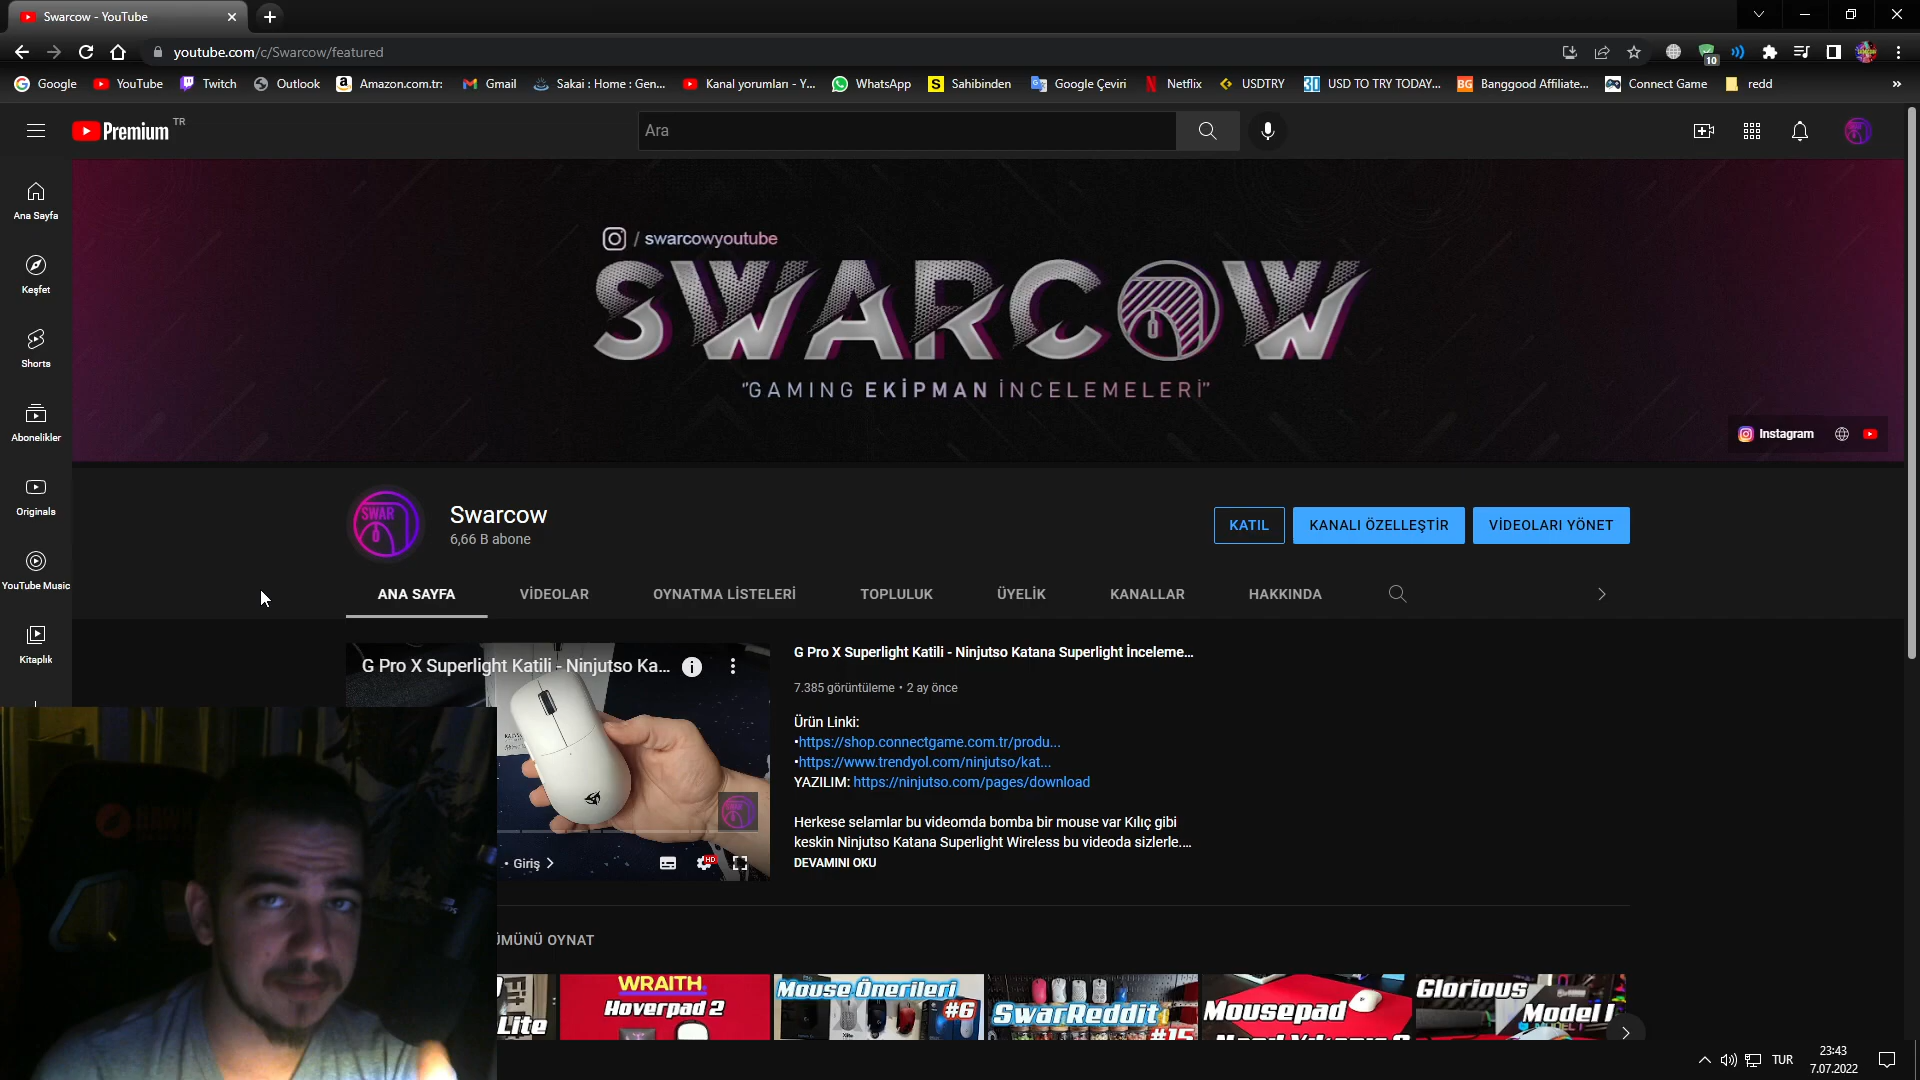 Swarcow - YouTube
youtube.com/c/Swarcow/featured
10
Google
YouTube
Twitch
Outlook
Amazon.com.tr:
Gmail
Sakai : Home : Gen...
Kanal yorumları - Y...
WhatsApp
Sahibinden
Google Çeviri
Netflix
USDTRY
USD TO TRY TODAY...
BG
Banggood Affiliate...
Connect Game
redd
Premium
TR
Ara
Ana Sayfa
Keşfet
Shorts
Abonelikler
Originals
YouTube Music
Kitaplık
/ swarcowyoutube
SWARCOW
"GAMING EKİPMAN İNCELEMELERİ"
Instagram
SWAR
Swarcow
6,66 B abone
KATIL
KANALI ÖZELLEŞTİR
VİDEOLARI YÖNET
ANA SAYFA
VİDEOLAR
OYNATMA LİSTELERİ
TOPLULUK
ÜYELİK
KANALLAR
HAKKINDA
G Pro X Superlight Katili - Ninjutso Ka...
• Giriş
HD
G Pro X Superlight Katili - Ninjutso Katana Superlight İnceleme...
7.385 görüntüleme • 2 ay önce
Ürün Linki:
•https://shop.connectgame.com.tr/produ...
•https://www.trendyol.com/ninjutso/kat...
YAZILIM: https://ninjutso.com/pages/download
Herkese selamlar bu videomda bomba bir mouse var Kılıç gibi
keskin Ninjutso Katana Superlight Wireless bu videoda sizlerle....
DEVAMINI OKU
ÜMÜNÜ OYNAT
Lite
WRAITH
Hoverpad 2
Mouse Önerileri
#6
SwarReddit
#15
Mousepad
Glorious
Model I
TUR
23:43
7.07.2022